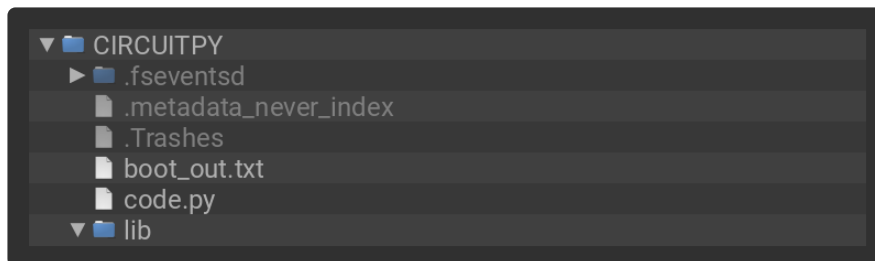 CIRCUITPY
.fseventsd
.metadata_never_index
.Trashes
boot_out.txt
code.py
lib